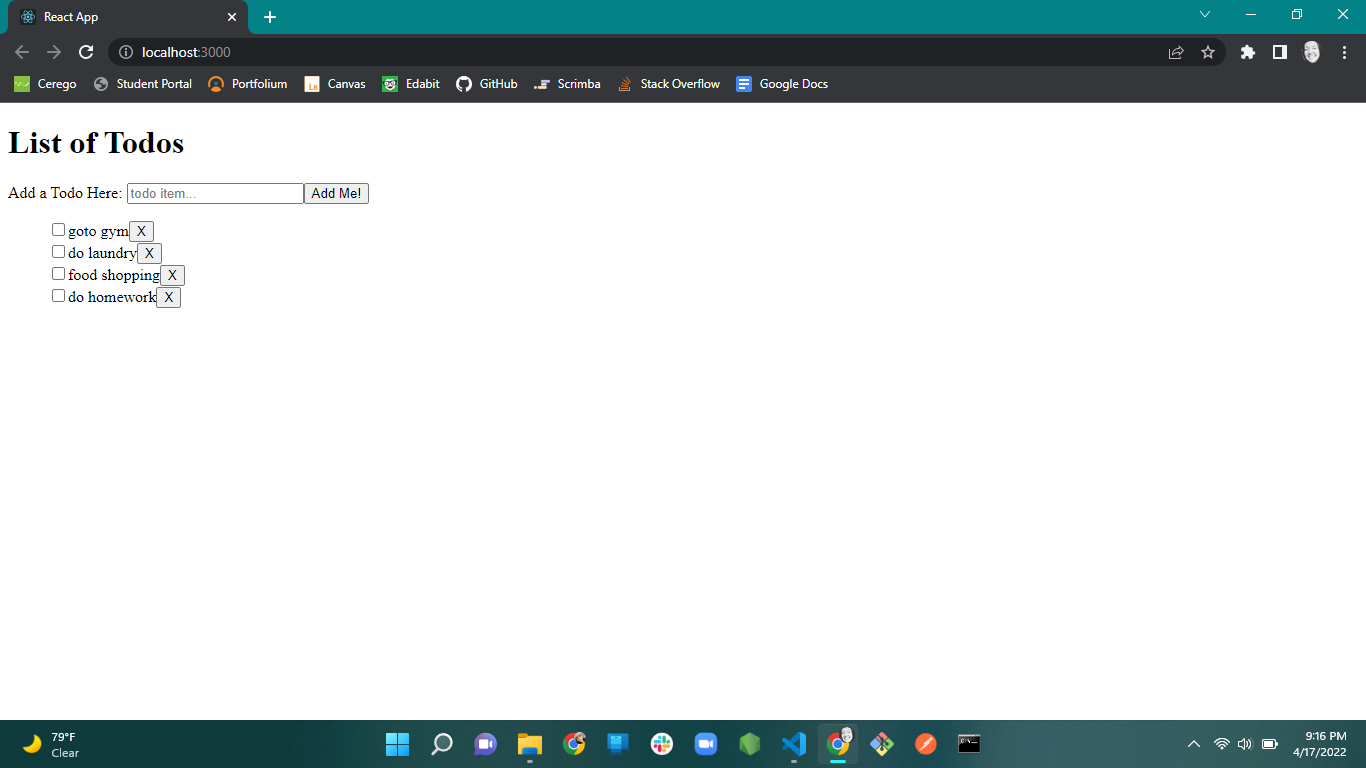 React App
localhost:3000
Cerego Student Portal Portfolium Canvas Edabit GitHub Scrimba Stack Overflow Google Docs
List of Todos
Add a Todo Here: todo item... Add Me!
goto gym X
do laundry X
food shopping X
do homework X
79°F
Clear
9:16 PM
4/17/2022